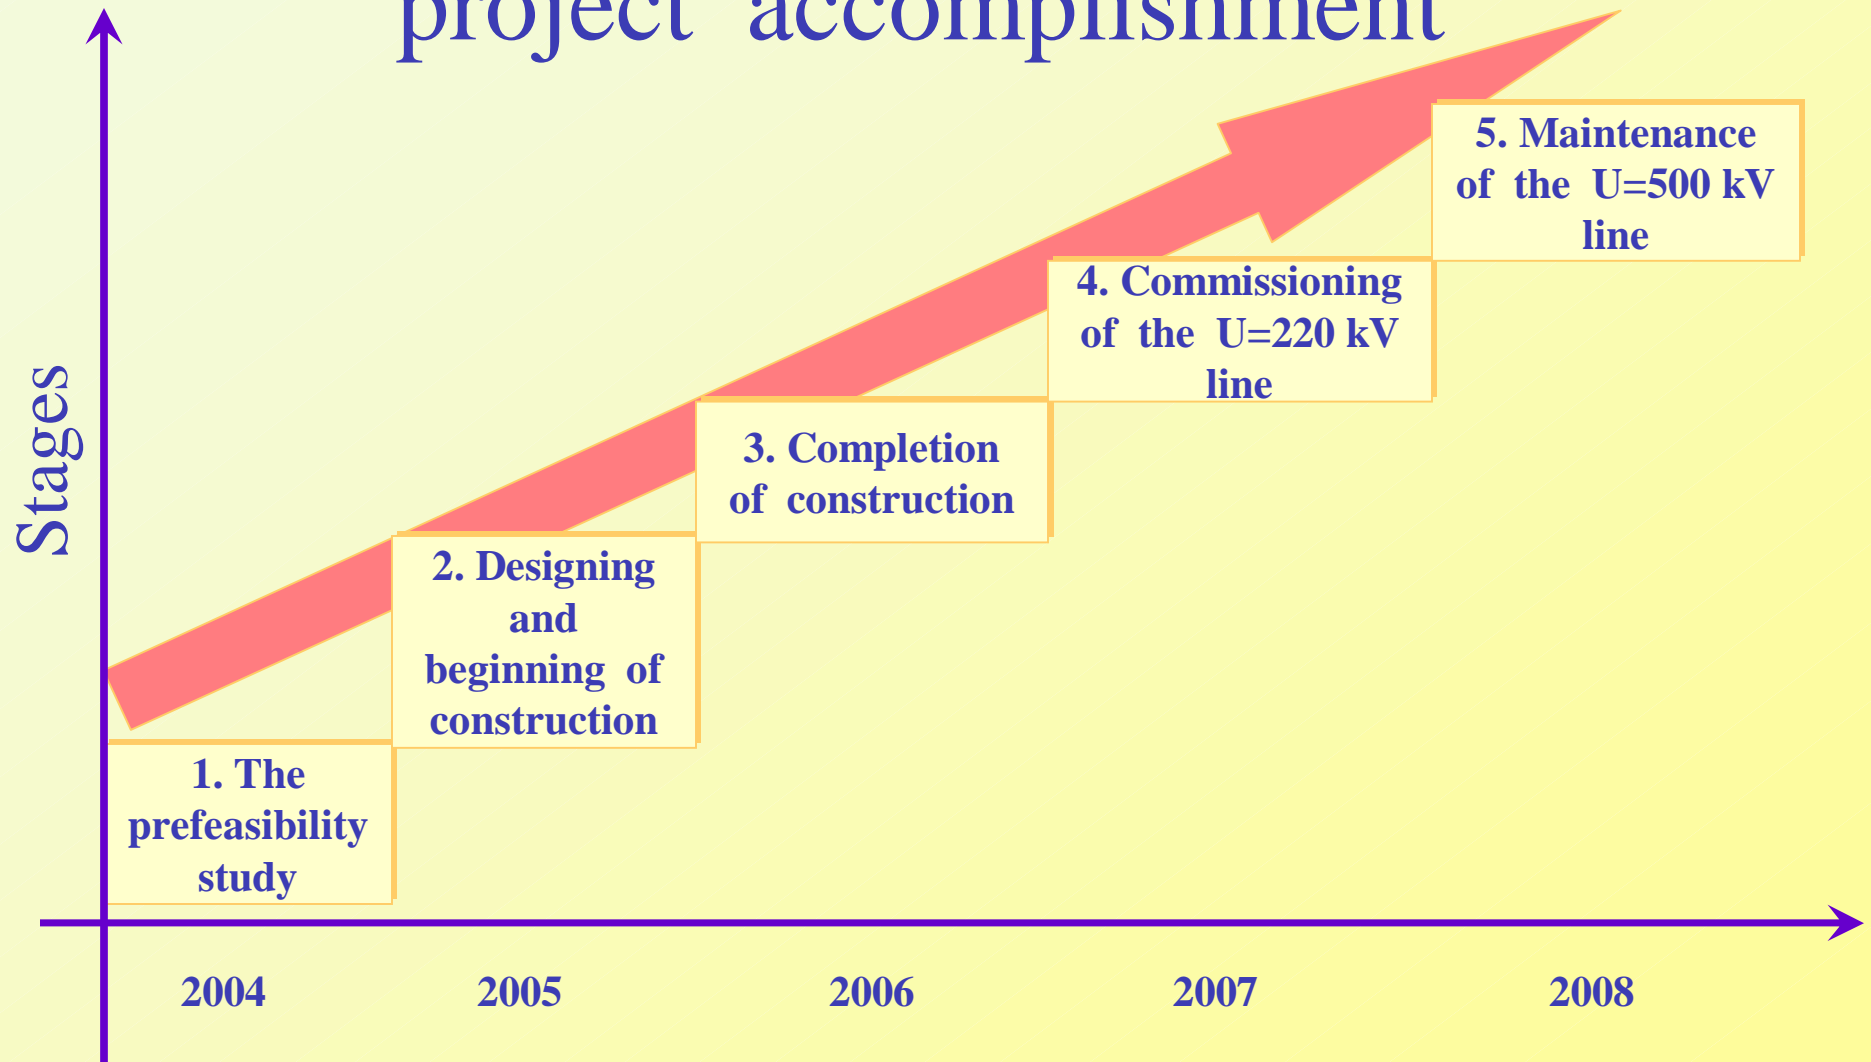 project accomplishment
5. Maintenance
of the U=500 kV
line
4. Commissioning
of the U=220 kV
line
3. Completion
of construction
2. Designing
and
beginning of
construction
1. The
prefeasibility
study
Stages
2004 2005 2006 2007 2008